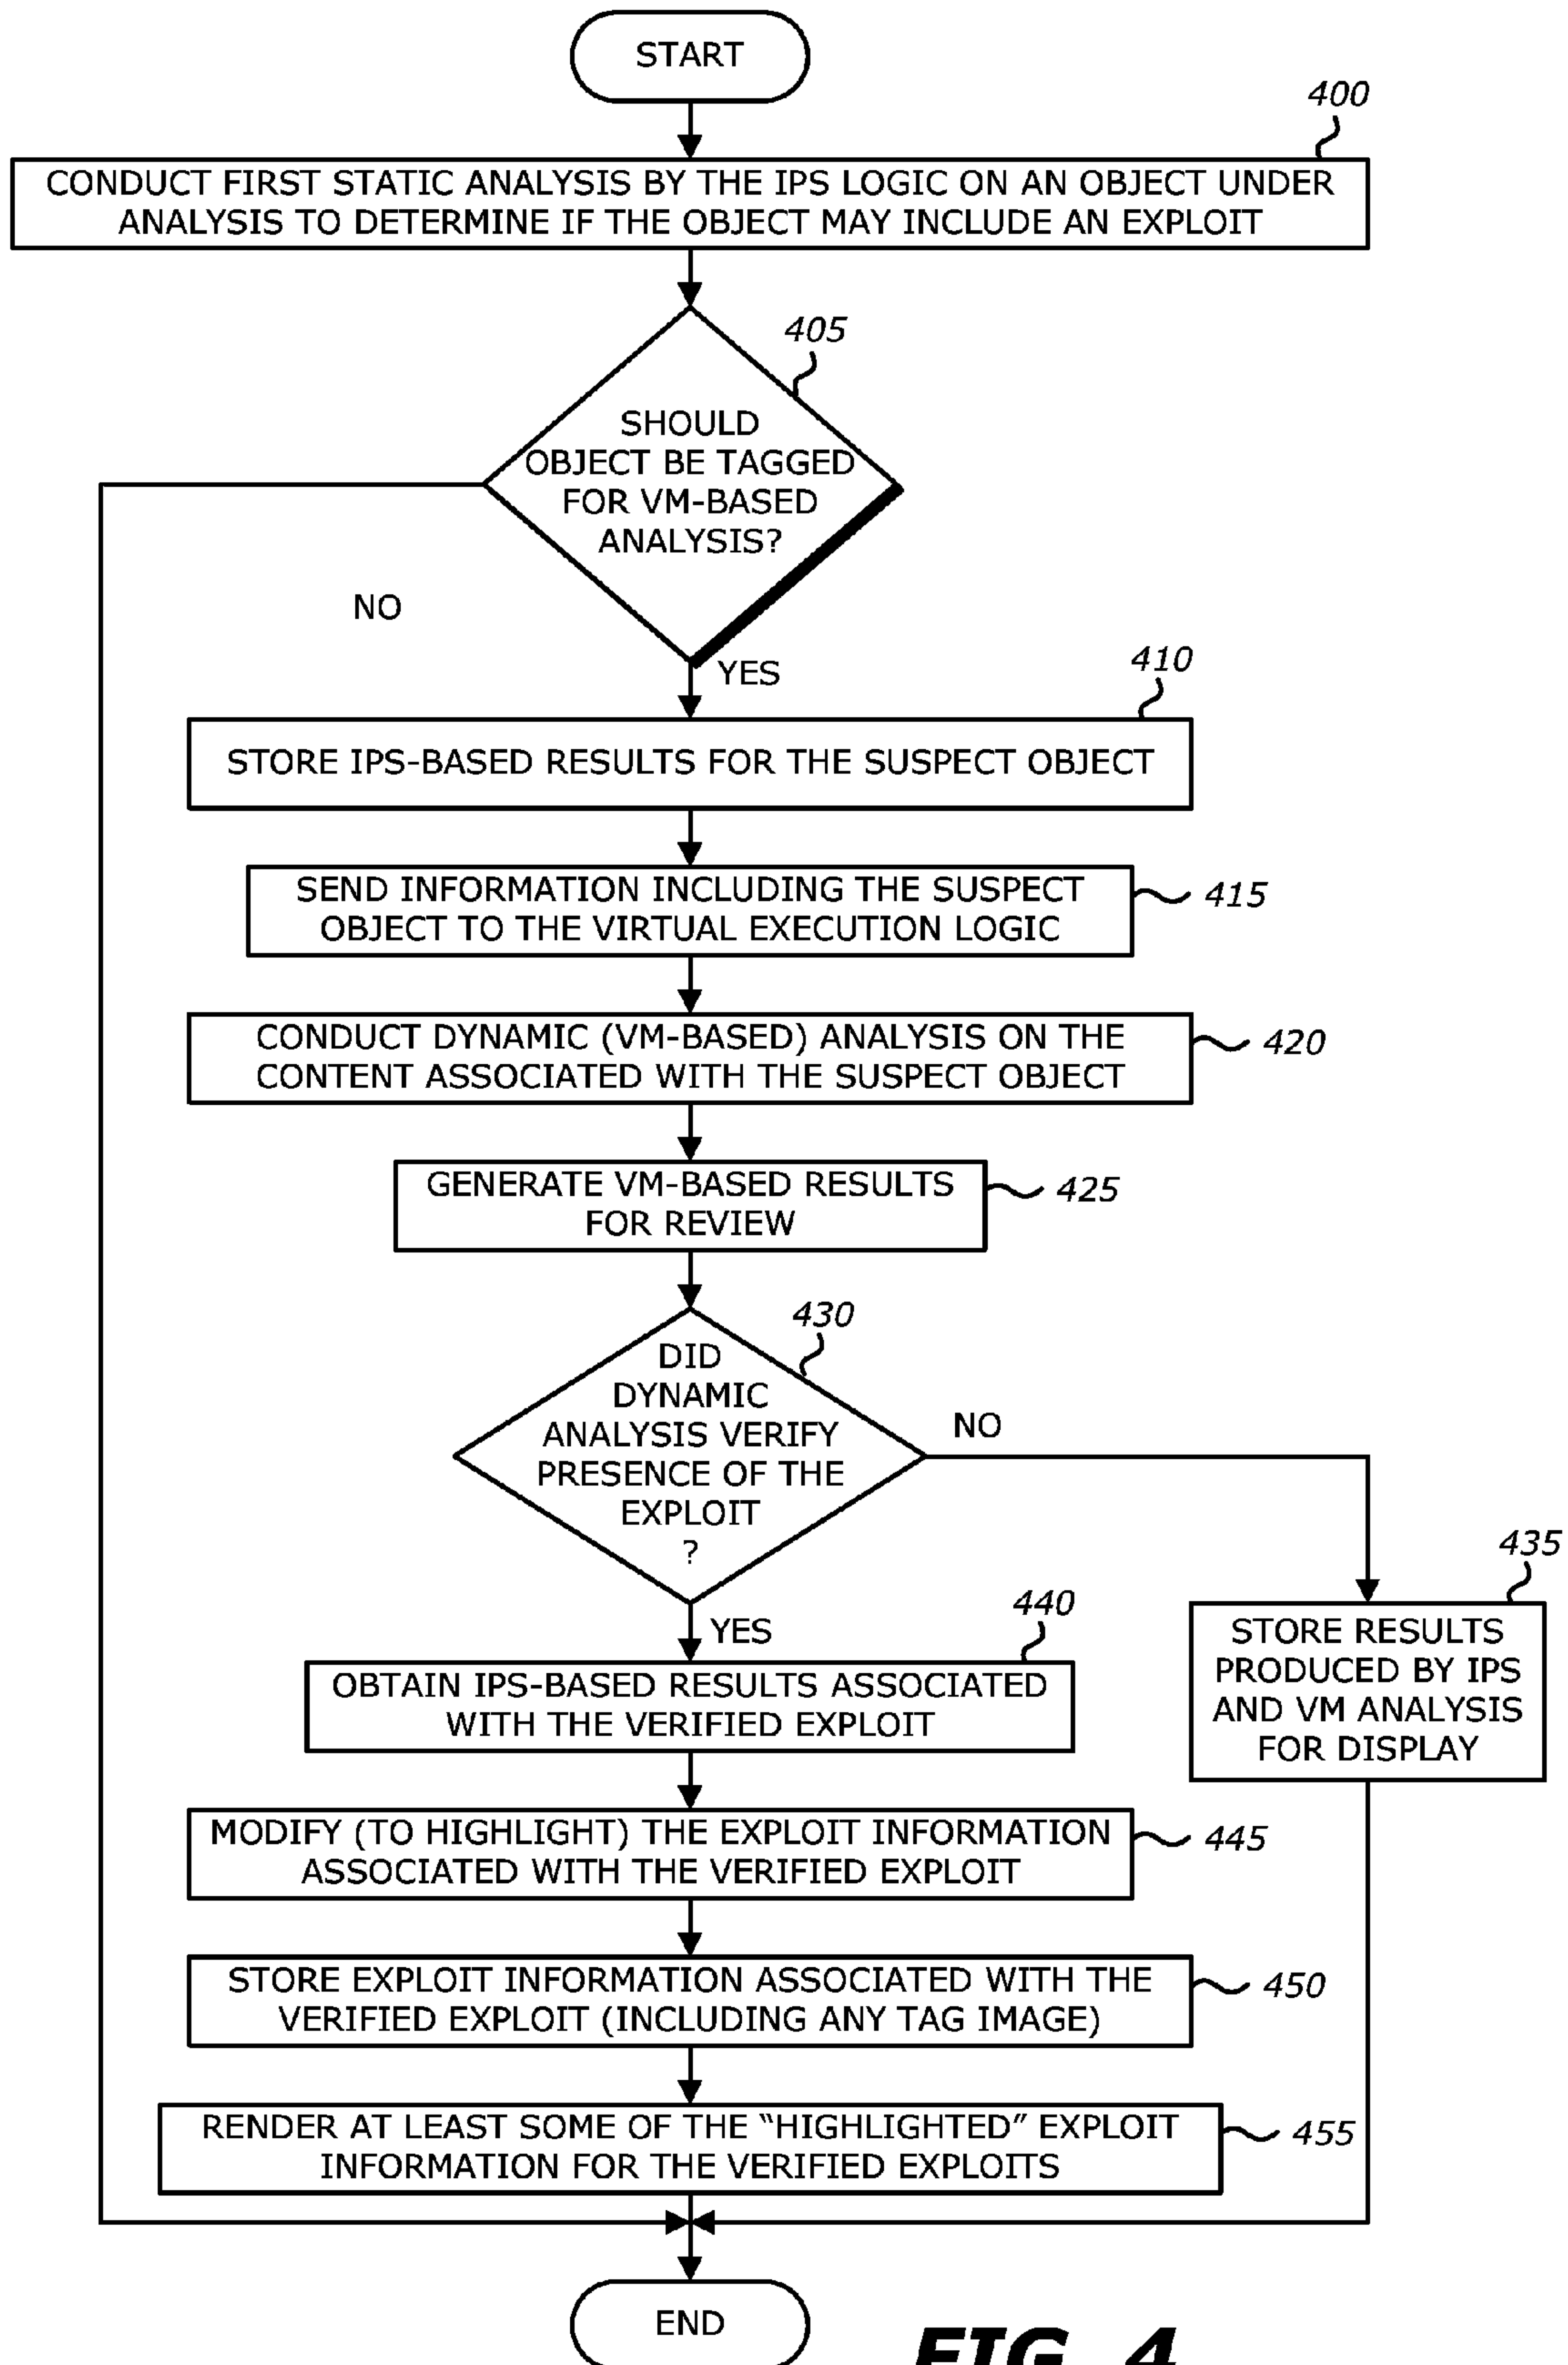 START
400
CONDUCT FIRST STATIC ANALYSIS BY THE IPS LOGIC ON AN OBJECT UNDER
ANALYSIS TO DETERMINE IF THE OBJECT MAY INCLUDE AN EXPLOIT
405
SHOULD
OBJECT BE TAGGED
FOR VM-BASED
ANALYSIS?
NO
YES
410
STORE IPS-BASED RESULTS FOR THE SUSPECT OBJECT
SEND INFORMATION INCLUDING THE SUSPECT
OBJECT TO THE VIRTUAL EXECUTION LOGIC
415
CONDUCT DYNAMIC (VM-BASED) ANALYSIS ON THE
CONTENT ASSOCIATED WITH THE SUSPECT OBJECT
420
GENERATE VM-BASED RESULTS
FOR REVIEW
425
430
DID
DYNAMIC
ANALYSIS VERIFY
PRESENCE OF THE
EXPLOIT
?
NO
YES
435
STORE RESULTS
PRODUCED BY IPS
AND VM ANALYSIS
FOR DISPLAY
440
OBTAIN IPS-BASED RESULTS ASSOCIATED
WITH THE VERIFIED EXPLOIT
MODIFY (TO HIGHLIGHT) THE EXPLOIT INFORMATION
ASSOCIATED WITH THE VERIFIED EXPLOIT
445
STORE EXPLOIT INFORMATION ASSOCIATED WITH THE
VERIFIED EXPLOIT (INCLUDING ANY TAG IMAGE)
450
RENDER AT LEAST SOME OF THE “HIGHLIGHTED” EXPLOIT
INFORMATION FOR THE VERIFIED EXPLOITS
455
END
FIG. 4